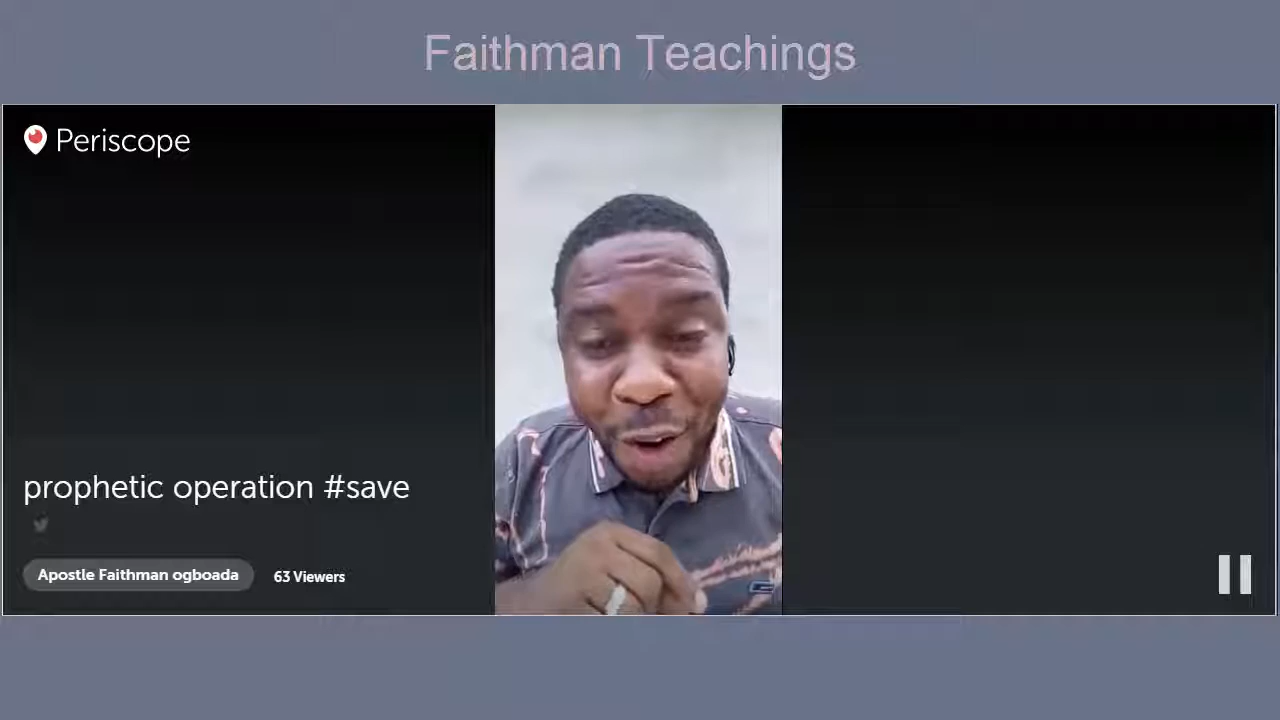 Faithman Teachings
Periscope
prophetic operation #save
Apostle Faithman ogboada
63 Viewers